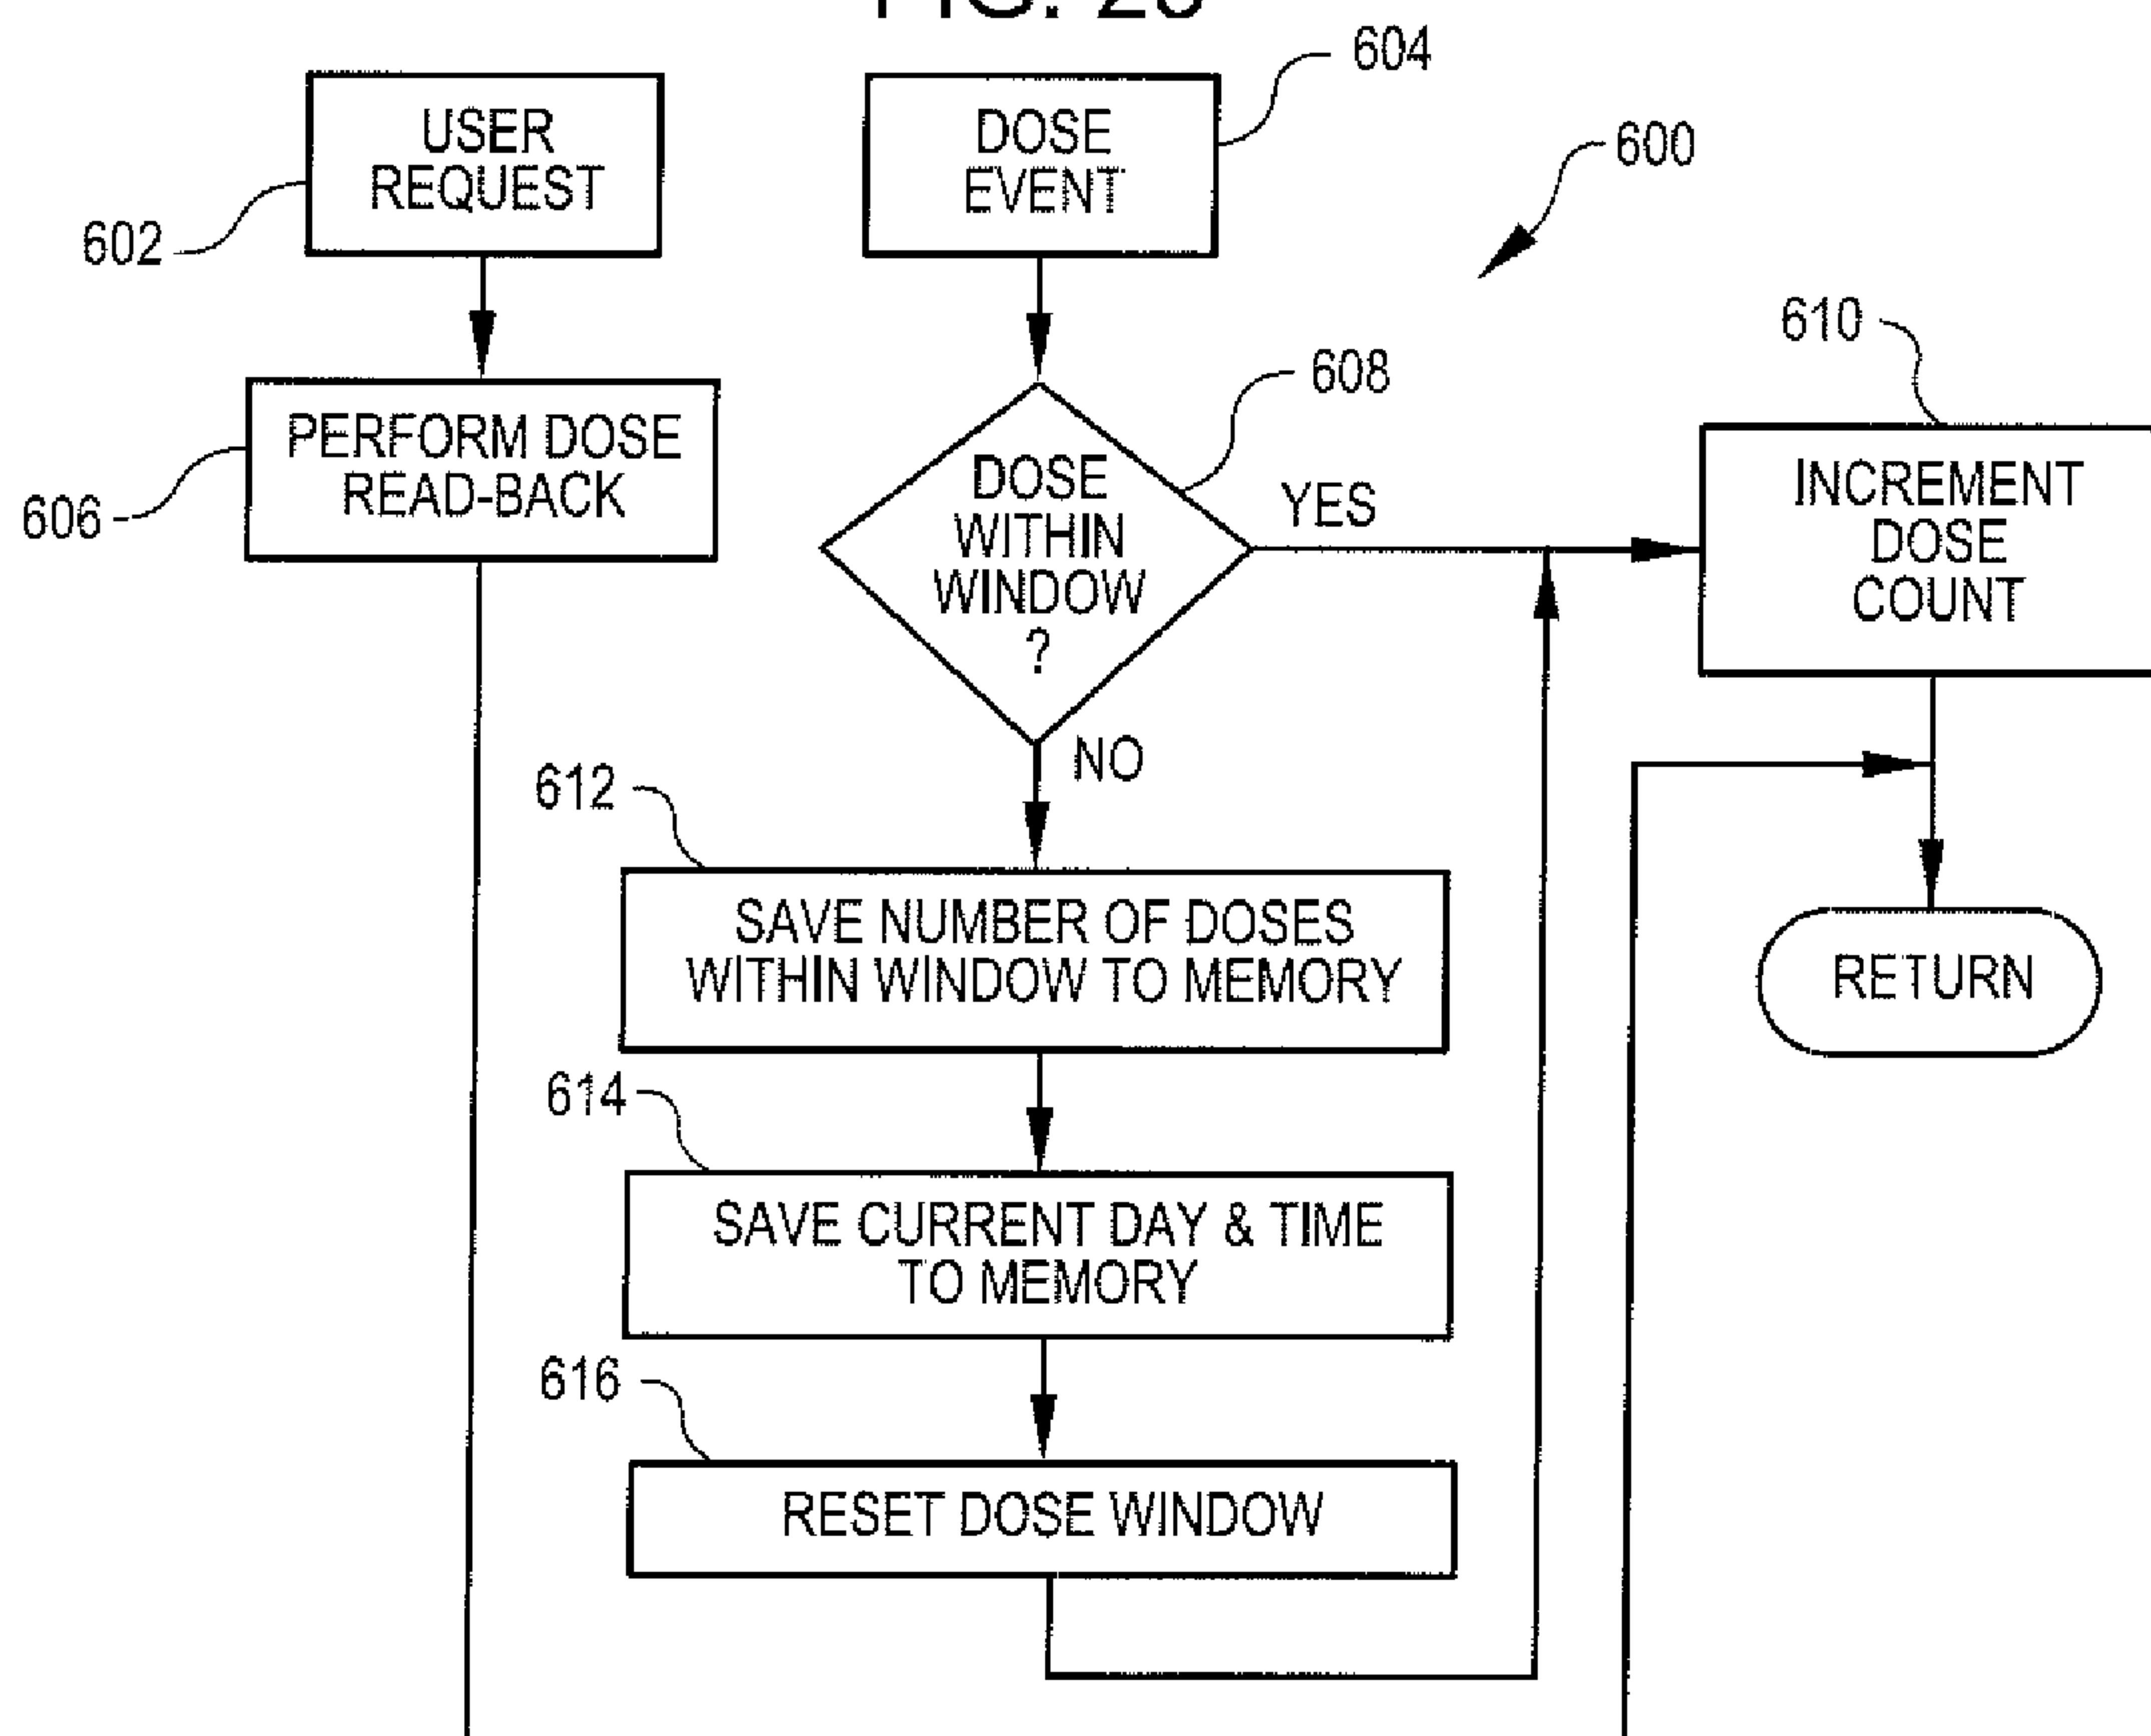 604
USER
REQUEST
DOSE
EVENT
600
602
610
608
PERFORM DOSE
READ-BACK
606
DOSE
WITHIN
WINDOW
?
YES
INCREMENT
DOSE
COUNT
NO
612
SAVE NUMBER OF DOSES
WITHIN WINDOW TO MEMORY
RETURN
614
SAVE CURRENT DAY & TIME
TO MEMORY
616
RESET DOSE WINDOW